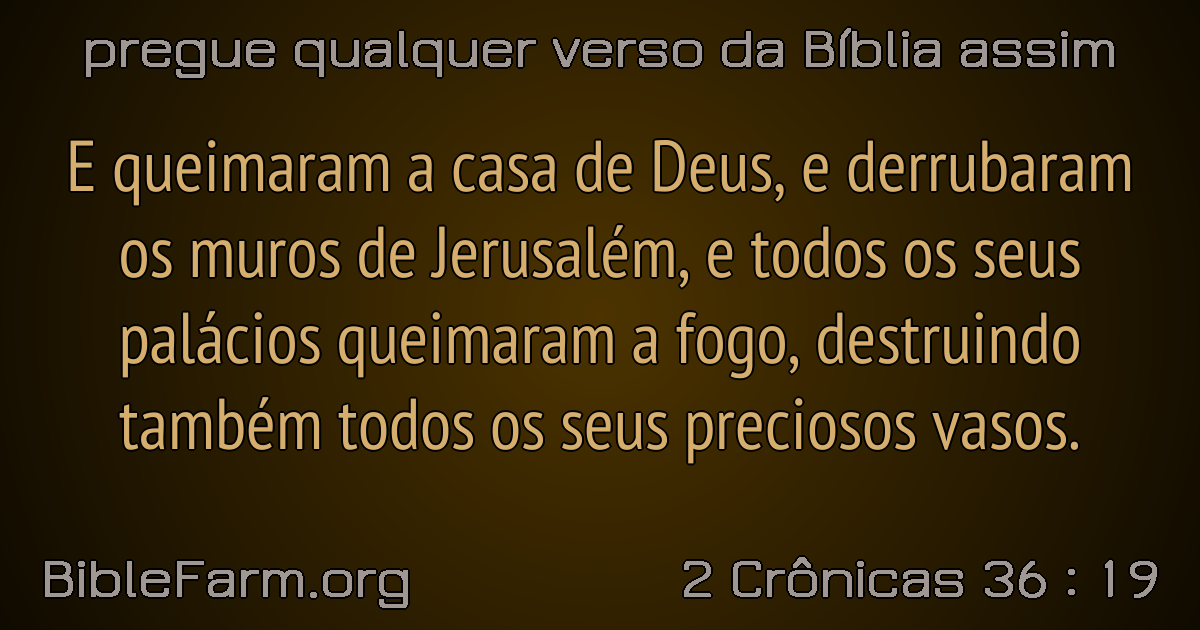 pregue qualquer verso da Bíblia assim
E queimaram a casa de Deus, e derrubaram
os muros de Jerusalém, e todos os seus
palácios queimaram a fogo, destruindo
também todos os seus preciosos vasos.
BibleFarm.org
2 Crônicas 36 : 19